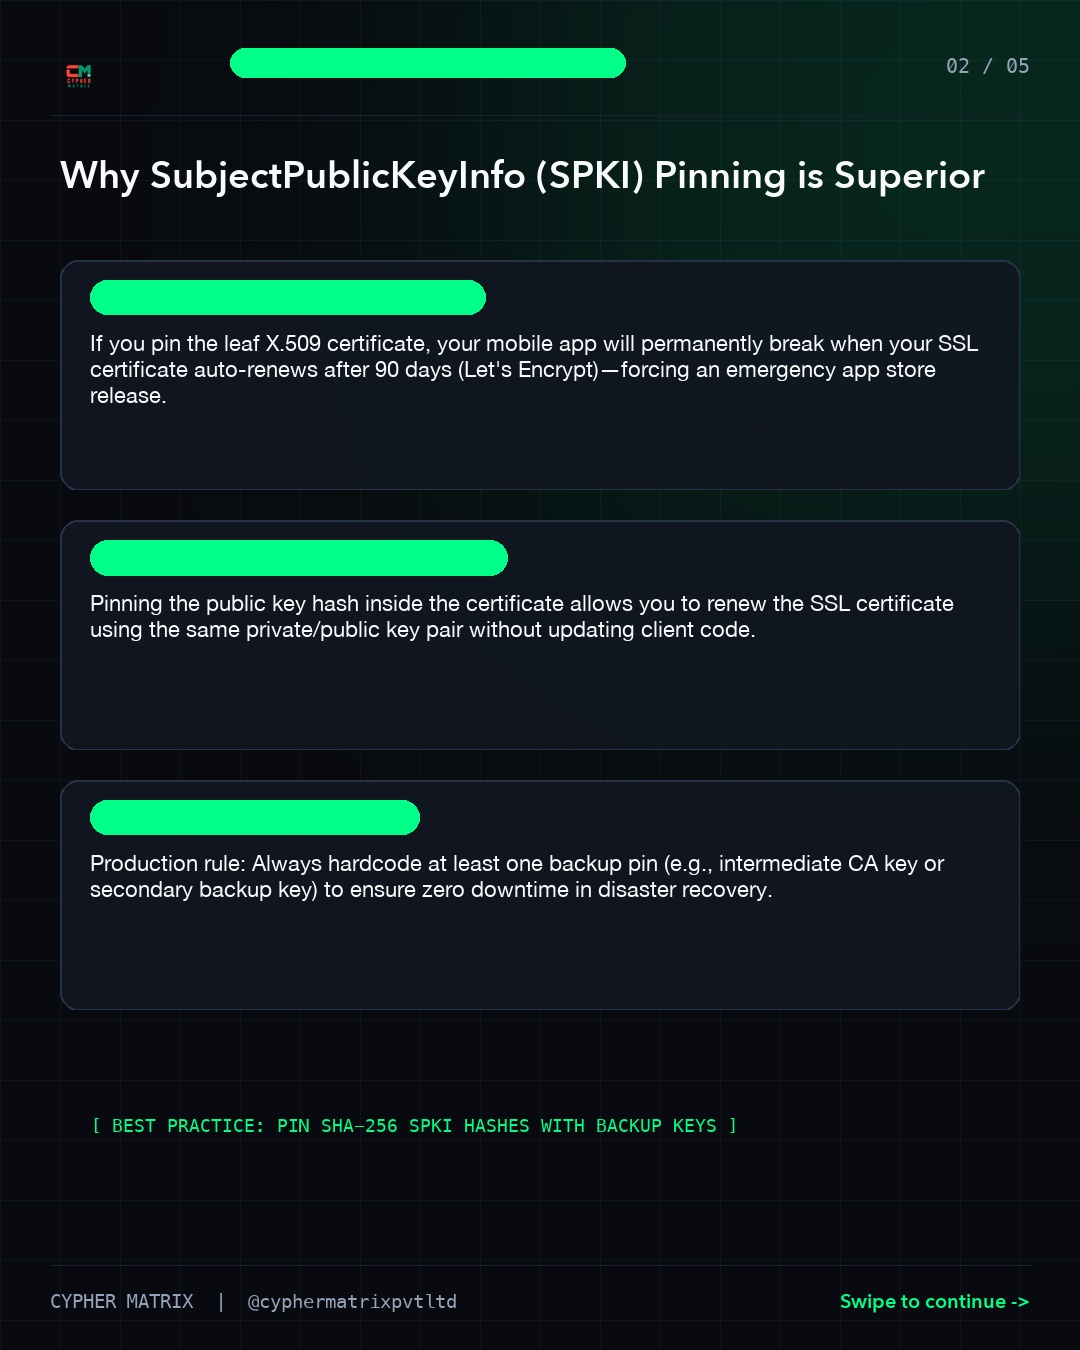 CM
CYPHER
MATRIX
02 / 05
Why SubjectPublicKeyInfo (SPKI) Pinning is Superior
If you pin the leaf X.509 certificate, your mobile app will permanently break when your SSL
certificate auto-renews after 90 days (Let's Encrypt)—forcing an emergency app store
release.
Pinning the public key hash inside the certificate allows you to renew the SSL certificate
using the same private/public key pair without updating client code.
Production rule: Always hardcode at least one backup pin (e.g., intermediate CA key or
secondary backup key) to ensure zero downtime in disaster recovery.
[ BEST PRACTICE: PIN SHA-256 SPKI HASHES WITH BACKUP KEYS ]
CYPHER MATRIX | @cyphermatrixpvtltd
Swipe to continue ->